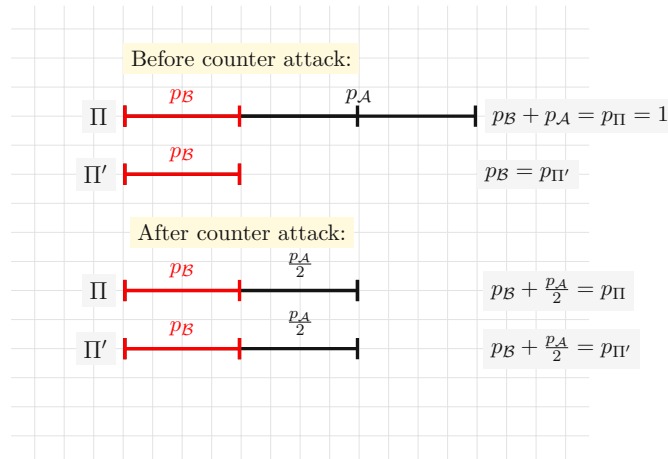 Before counter attack:
p_ℬ p_𝒜
Π p_ℬ + p_𝒜 = p_Π = 1
p_ℬ
Π′ p_ℬ = p_Π′
After counter attack:
p_ℬ p_𝒜/2
Π p_ℬ + p_𝒜/2 = p_Π
p_ℬ p_𝒜/2
Π′ p_ℬ + p_𝒜/2 = p_Π′